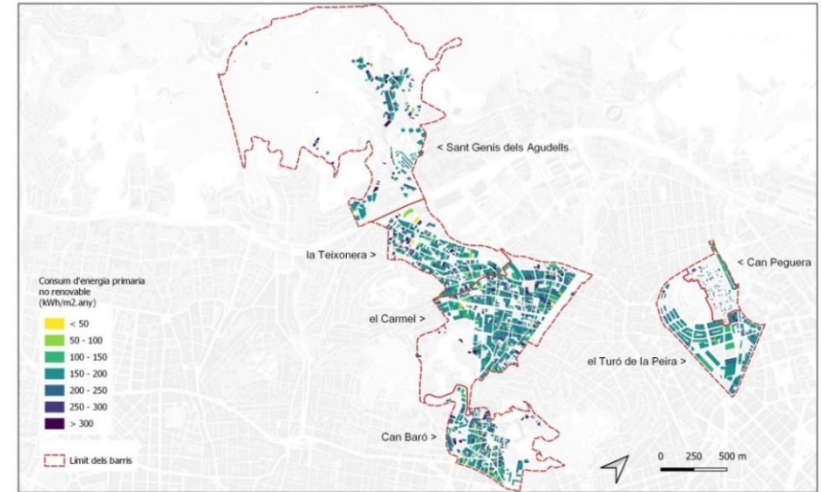 < Sant Genís dels Agudells
la Teixonera >
< Can Peguera
el Carmel >
el Turó de la Peira >
Can Baró >
Consum d'energia primaria
no renovable
(kWh/m2.any)
< 50
50 - 100
100 - 150
150 - 200
200 - 250
250 - 300
> 300
Límit dels barris
0 250 500 m